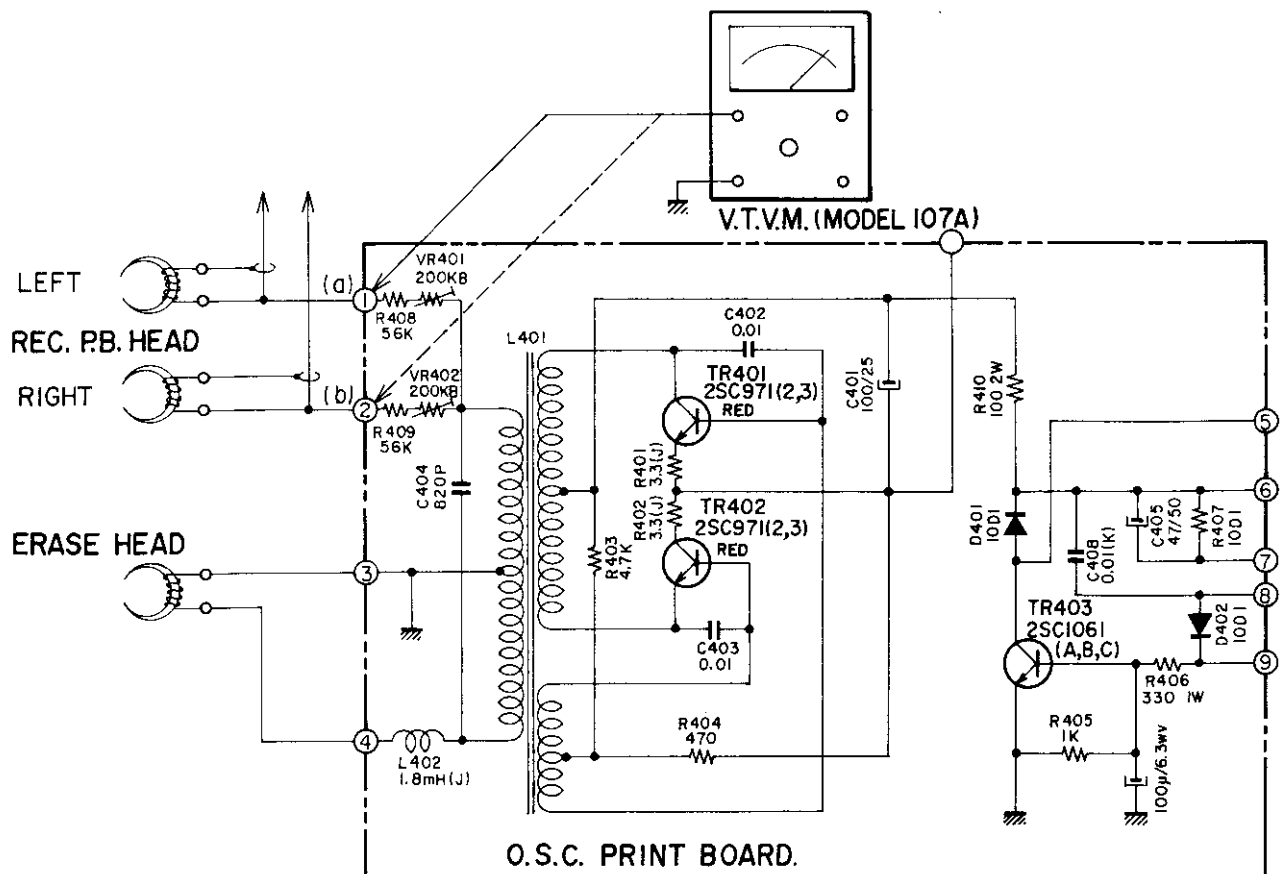 V.T.V.M. (MODEL 107A)
LEFT
REC. P.B. HEAD
RIGHT
ERASE HEAD
(a)
1
R408
56K
VR401
200KB
(b)
2
R409
56K
VR402
200KB
C404
820P
3
4
L402
1.8mH(J)
L401
C402
0.01
TR401
2SC971(2,3)
RED
R401
3.3(J)
R402
3.3(J)
TR402
2SC971(2,3)
RED
R403
4.7K
C403
0.01
R404
470
C401
100/25
R410
100 2W
D401
10D1
C408
0.01(K)
C405
47/50
R407
10D1
5
6
7
8
9
D402
10D1
TR403
2SC1061
(A,B,C)
R406
330 1W
R405
1K
100μ/6.3WV
O.S.C. PRINT BOARD.